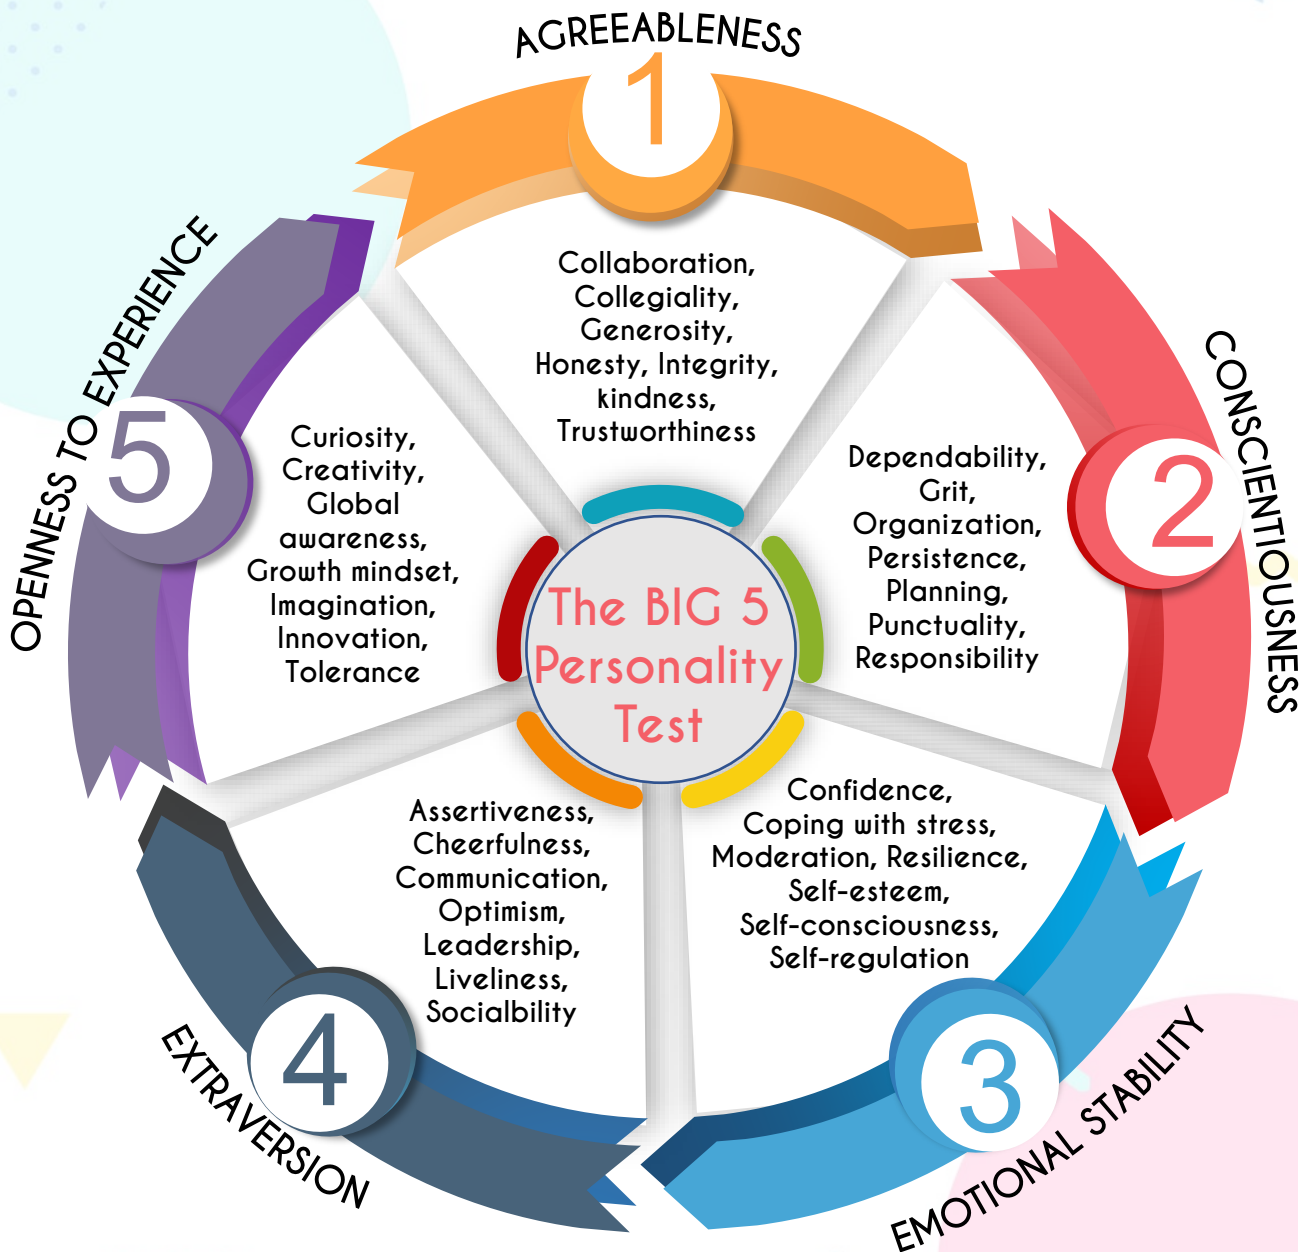 AGREEABLENESS
1
Collaboration,
Collegiality,
Generosity,
Honesty, Integrity,
kindness,
Trustworthiness
CONSCIENTIOUSNESS
2
Dependability,
Grit,
Organization,
Persistence,
Planning,
Punctuality,
Responsibility
EMOTIONAL STABILITY
3
Confidence,
Coping with stress,
Moderation, Resilience,
Self-esteem,
Self-consciousness,
Self-regulation
EXTRAVERSION
4
Assertiveness,
Cheerfulness,
Communication,
Optimism,
Leadership,
Liveliness,
Socialbility
OPENNESS TO EXPERIENCE
5
Curiosity,
Creativity,
Global
awareness,
Growth mindset,
Imagination,
Innovation,
Tolerance
The BIG 5
Personality
Test